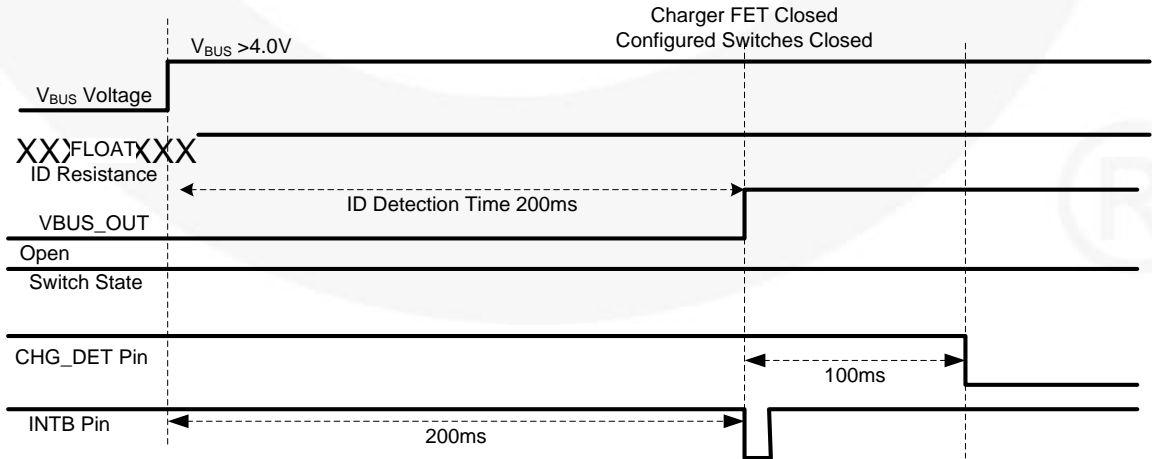 Charger FET Closed
Configured Switches Closed
VBUS >4.0V
VBUS Voltage
XXXFLOATXXX
ID Resistance
ID Detection Time 200ms
VBUS_OUT
Open
Switch State
CHG_DET Pin
100ms
INTB Pin
200ms
®